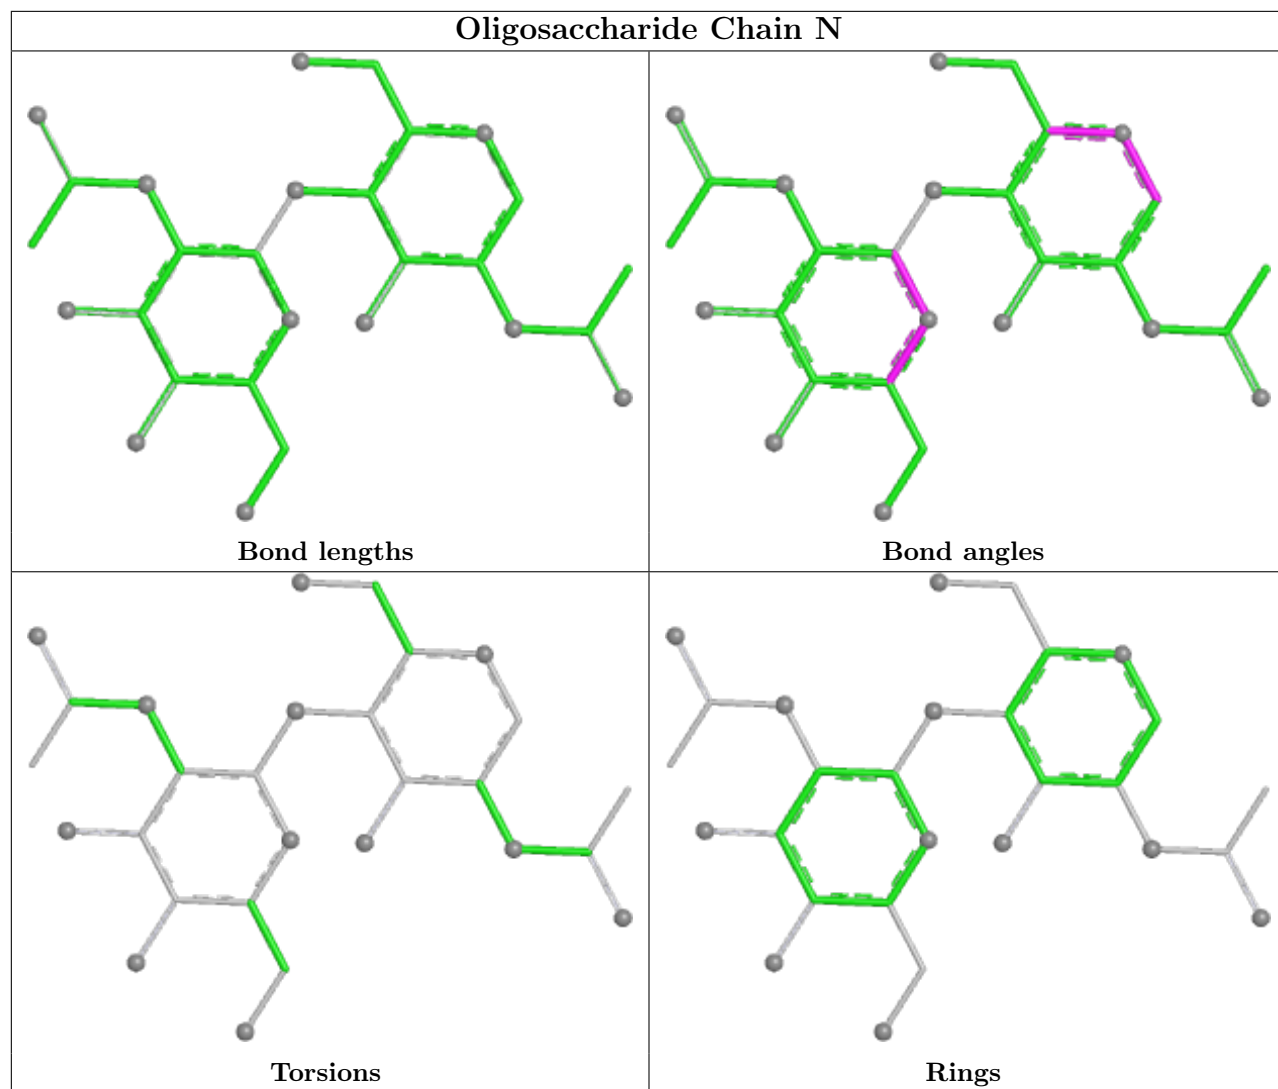 Oligosaccharide Chain N
Bond lengths
Bond angles
Torsions
Rings